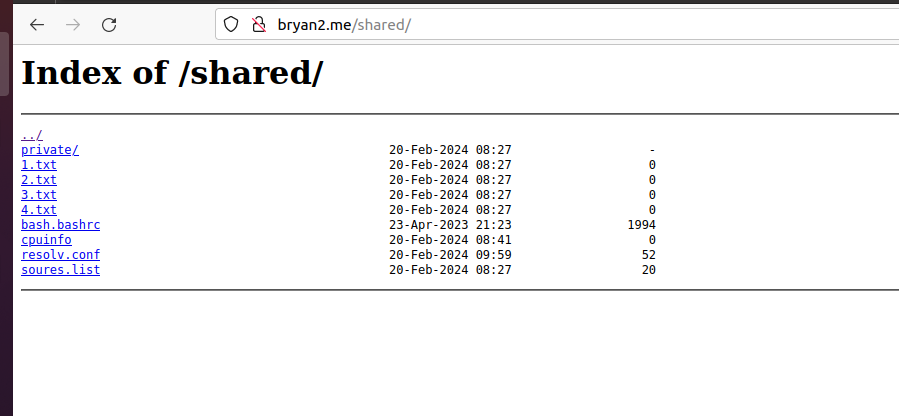 bryan2.me/shared/
Index of /shared/
../
private/ 20-Feb-2024 08:27 -
1.txt 20-Feb-2024 08:27 0
2.txt 20-Feb-2024 08:27 0
3.txt 20-Feb-2024 08:27 0
4.txt 20-Feb-2024 08:27 0
bash.bashrc 23-Apr-2023 21:23 1994
cpuinfo 20-Feb-2024 08:41 0
resolv.conf 20-Feb-2024 09:59 52
soures.list 20-Feb-2024 08:27 20